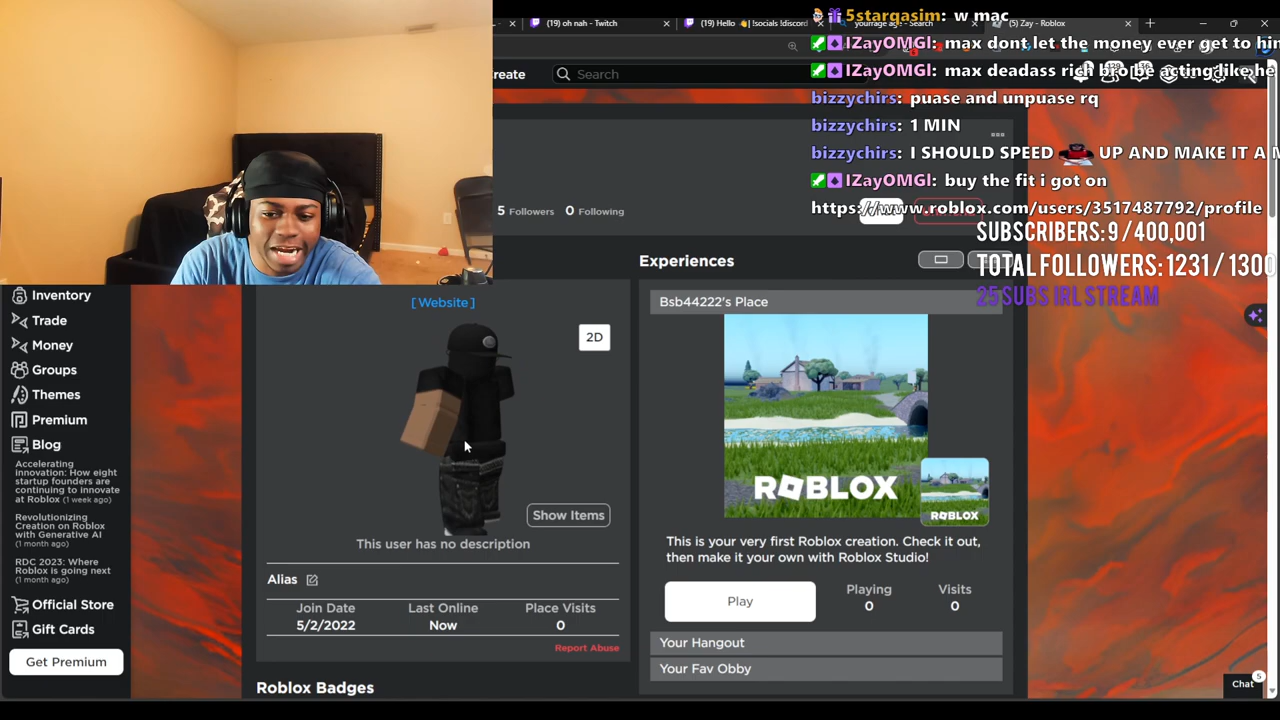 (19) oh nah - Twitch
(19) Hello 👋! !socials !discord
yourrage age - Search
(5) Zay - Roblox
5stargasim: w mac
IZayOMGl: max dont let the money ever get to him
IZayOMGl: max deadass rich bro be acting like he
bizzychirs: puase and unpuase rq
bizzychirs: 1 MIN
bizzychirs: I SHOULD SPEED UP AND MAKE IT A M
IZayOMGl: buy the fit i got on
https://www.roblox.com/users/3517487792/profile
SUBSCRIBERS: 9 / 400,001
TOTAL FOLLOWERS: 1231 / 1300
25 SUBS IRL STREAM
Create
Search
5 Followers
0 Following
Inventory
Trade
Money
Groups
Themes
Premium
Blog
Accelerating
innovation: How eight
startup founders are
continuing to innovate
at Roblox (1 week ago)
Revolutionizing
Creation on Roblox
with Generative AI
(1 month ago)
RDC 2023: Where
Roblox is going next
(1 month ago)
Official Store
Gift Cards
Get Premium
[ Website ]
2D
Show Items
This user has no description
Alias
Join Date
5/2/2022
Last Online
Now
Place Visits
0
Report Abuse
Roblox Badges
Experiences
Bsb44222's Place
ROBLOX
ROBLOX
This is your very first Roblox creation. Check it out,
then make it your own with Roblox Studio!
Play
Playing
0
Visits
0
Your Hangout
Your Fav Obby
Chat
5